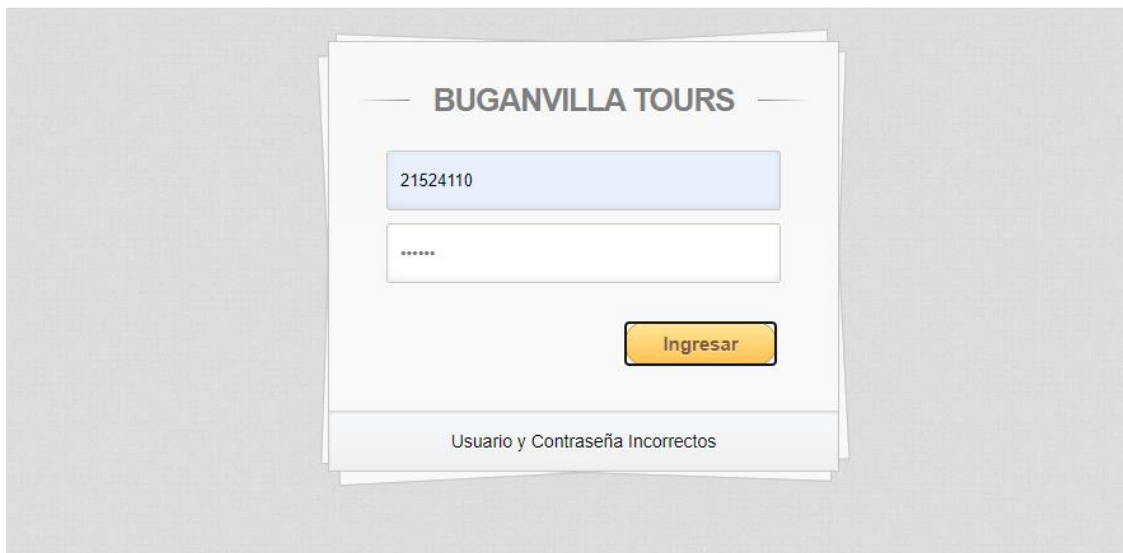 BUGANVILLA TOURS
21524110
••••••
Ingresar
Usuario y Contraseña Incorrectos